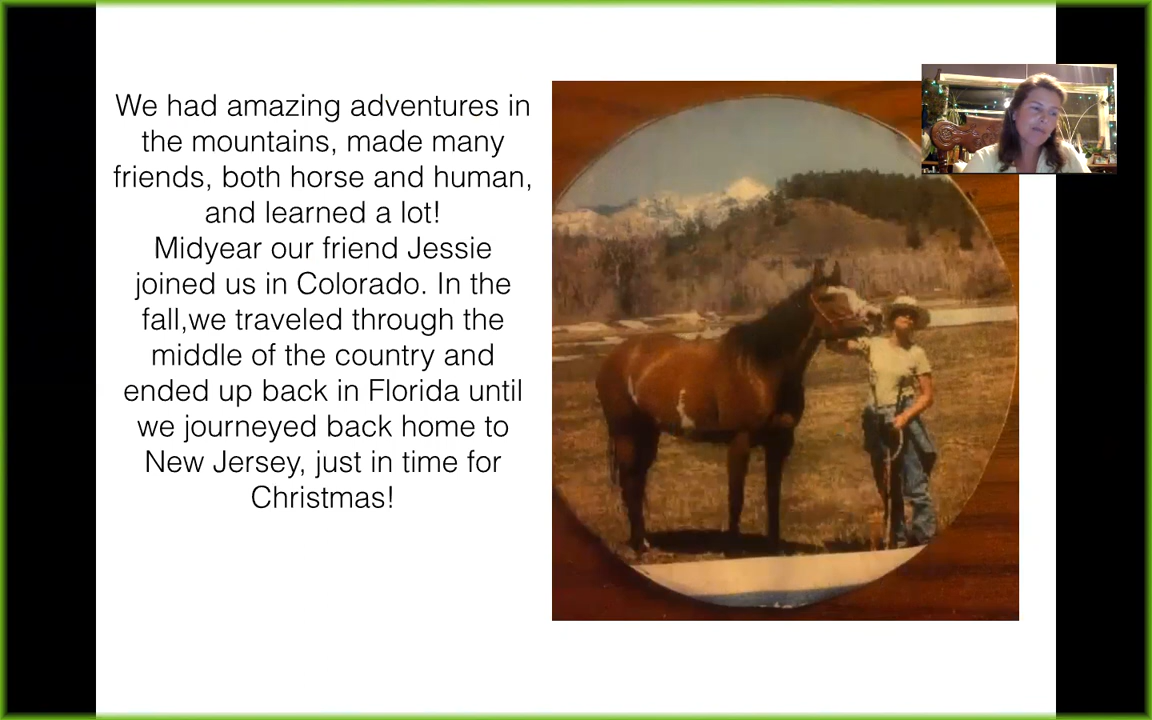 We had amazing adventures in
the mountains, made many
friends, both horse and human,
and learned a lot!
Midyear our friend Jessie
joined us in Colorado. In the
fall,we traveled through the
middle of the country and
ended up back in Florida until
we journeyed back home to
New Jersey, just in time for
Christmas!